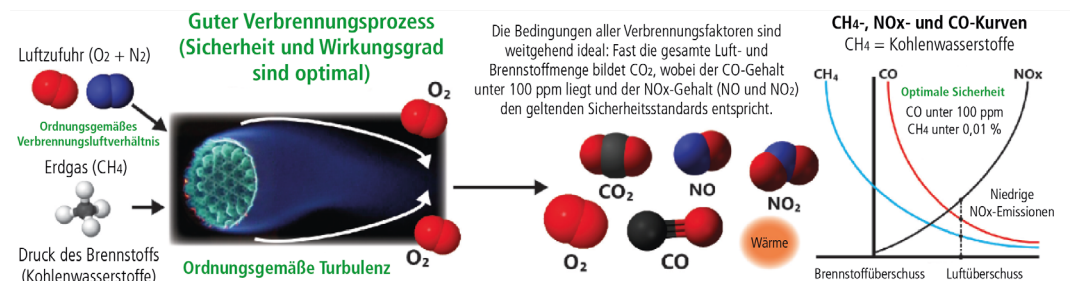 Guter Verbrennungsprozess
(Sicherheit und Wirkungsgrad
sind optimal)
Luftzufuhr (O2 + N2)
Ordnungsgemäßes
Verbrennungsluftverhältnis
Erdgas (CH4)
Druck des Brennstoffs
(Kohlenwasserstoffe)
O2
O2
Ordnungsgemäße Turbulenz
Die Bedingungen aller Verbrennungsfaktoren sind
weitgehend ideal: Fast die gesamte Luft- und
Brennstoffmenge bildet CO2, wobei der CO-Gehalt
unter 100 ppm liegt und der NOx-Gehalt (NO und NO2)
den geltenden Sicherheitsstandards entspricht.
CO2
NO
NO2
O2
CO
Wärme
CH4-, NOx- und CO-Kurven
CH4 = Kohlenwasserstoffe
CH4
CO
NOx
Optimale Sicherheit
CO unter 100 ppm
CH4 unter 0,01 %
Niedrige
NOx-Emissionen
Brennstoffüberschuss
Luftüberschuss